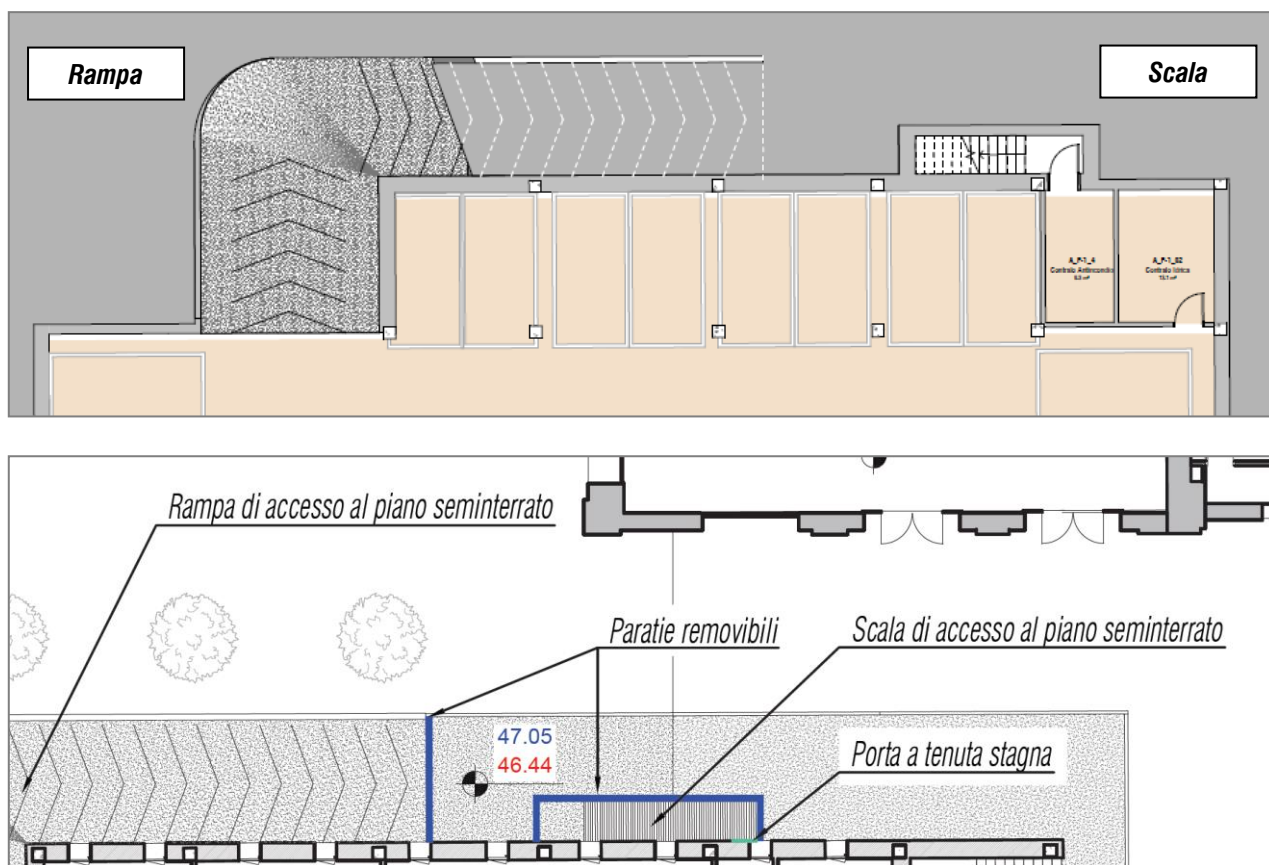 Rampa
Scala
A_P-1_4
Centrale Antincendio
A_P-1_02
Centrale Idrica
Rampa di accesso al piano seminterrato
Paratie removibili
Scala di accesso al piano seminterrato
47.05
46.44
Porta a tenuta stagna